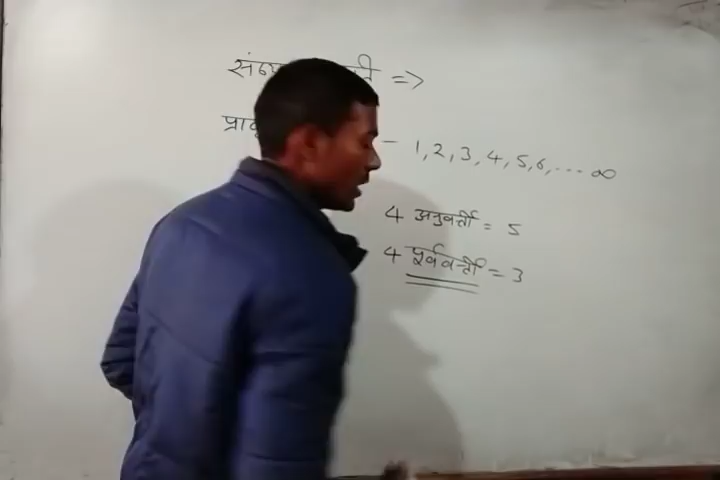 =>
- 1, 2, 3, 4, 5, 6, ... ∞
4 अनुवर्ती = 5
4 पूर्ववर्ती = 3